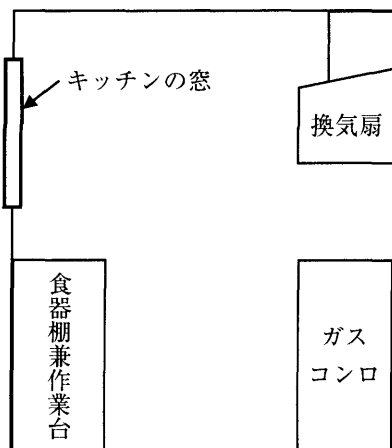 キッチンの窓
換気扇
食器棚兼作業台
ガス
コンロ